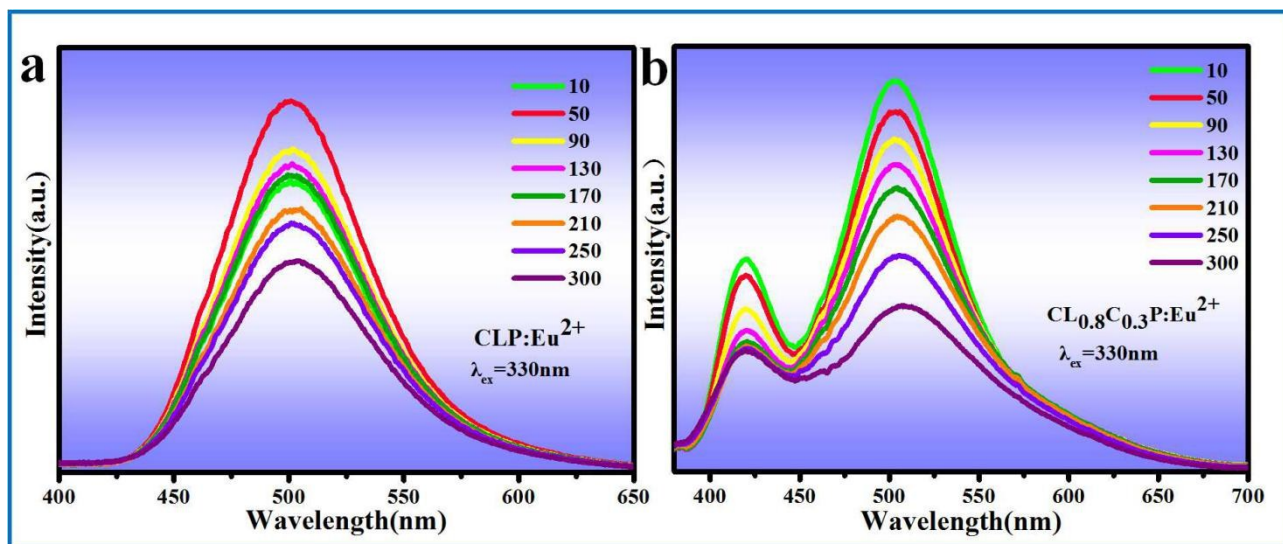 a
10
50
90
130
170
210
250
300
CLP:Eu2+
λex=330nm
Intensity(a.u.)
400 450 500 550 600 650
Wavelength(nm)
b
10
50
90
130
170
210
250
300
CL0.8C0.3P:Eu2+
λex=330nm
Intensity(a.u.)
400 450 500 550 600 650 700
Wavelength(nm)